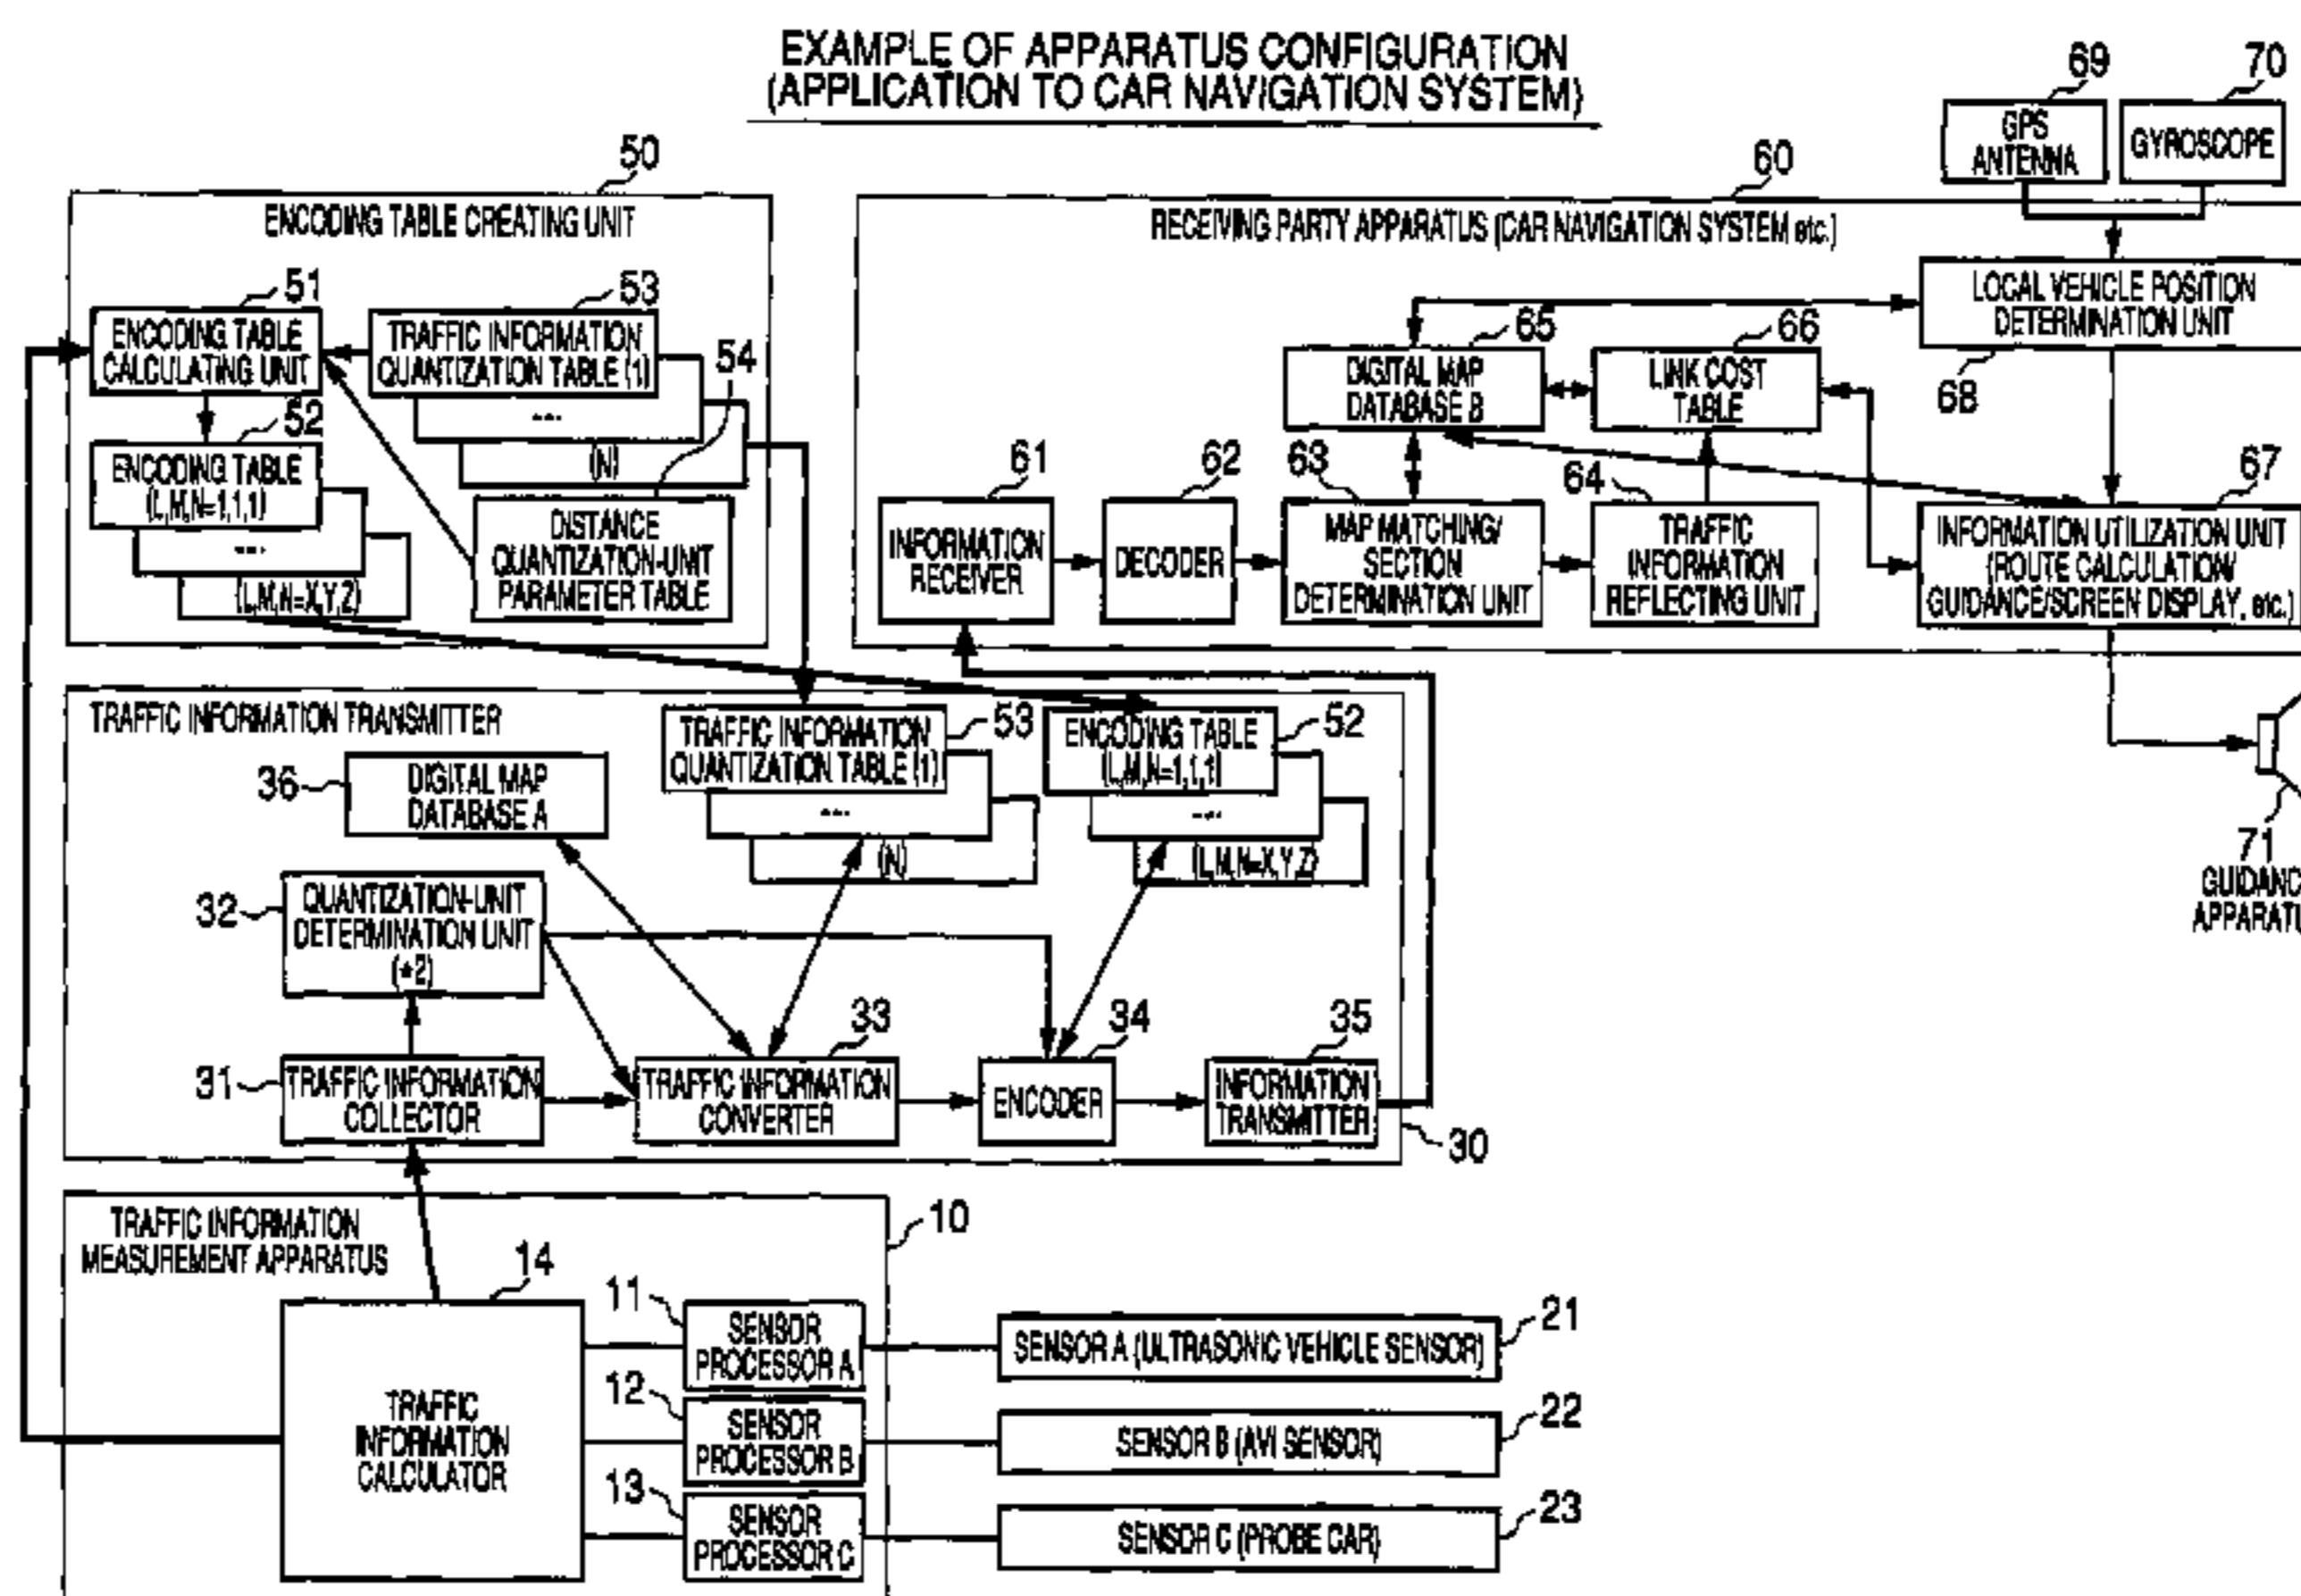 EXAMPLE OF APPARATUS CONFIGURATION
(APPLICATION TO CAR NAVIGATION SYSTEM)
69
70
GPS
ANTENNA
GYROSCOPE
50
ENCODING TABLE CREATING UNIT
51
ENCODING TABLE
CALCULATING UNIT
53
TRAFFIC INFORMATION
QUANTIZATION TABLE (1)
...
(N)
54
52
ENCODING TABLE
(L,M,N=1,1,1)
...
(L,M,N=X,Y,Z)
DISTANCE
QUANTIZATION-UNIT
PARAMETER TABLE
60
RECEIVING PARTY APPARATUS (CAR NAVIGATION SYSTEM etc.)
LOCAL VEHICLE POSITION
DETERMINATION UNIT
68
65
DIGITAL MAP
DATABASE B
66
LINK COST
TABLE
61
INFORMATION
RECEIVER
62
DECODER
63
MAP MATCHING/
SECTION
DETERMINATION UNIT
64
TRAFFIC
INFORMATION
REFLECTING UNIT
67
INFORMATION UTILIZATION UNIT
(ROUTE CALCULATION/
GUIDANCE/SCREEN DISPLAY, etc.)
71
GUIDANC
APPARATU
TRAFFIC INFORMATION TRANSMITTER
36
DIGITAL MAP
DATABASE A
53
TRAFFIC INFORMATION
QUANTIZATION TABLE (1)
...
(N)
52
ENCODING TABLE
(L,M,N=1,1,1)
...
(L,M,N=X,Y,Z)
32
QUANTIZATION-UNIT
DETERMINATION UNIT
(*2)
31
TRAFFIC INFORMATION
COLLECTOR
33
TRAFFIC INFORMATION
CONVERTER
34
ENCODER
35
INFORMATION
TRANSMITTER
30
TRAFFIC INFORMATION
MEASUREMENT APPARATUS
10
14
TRAFFIC
INFORMATION
CALCULATOR
11
SENSOR
PROCESSOR A
12
SENSOR
PROCESSOR B
13
SENSOR
PROCESSOR C
SENSOR A (ULTRASONIC VEHICLE SENSOR)
21
SENSOR B (AVI SENSOR)
22
SENSOR C (PROBE CAR)
23